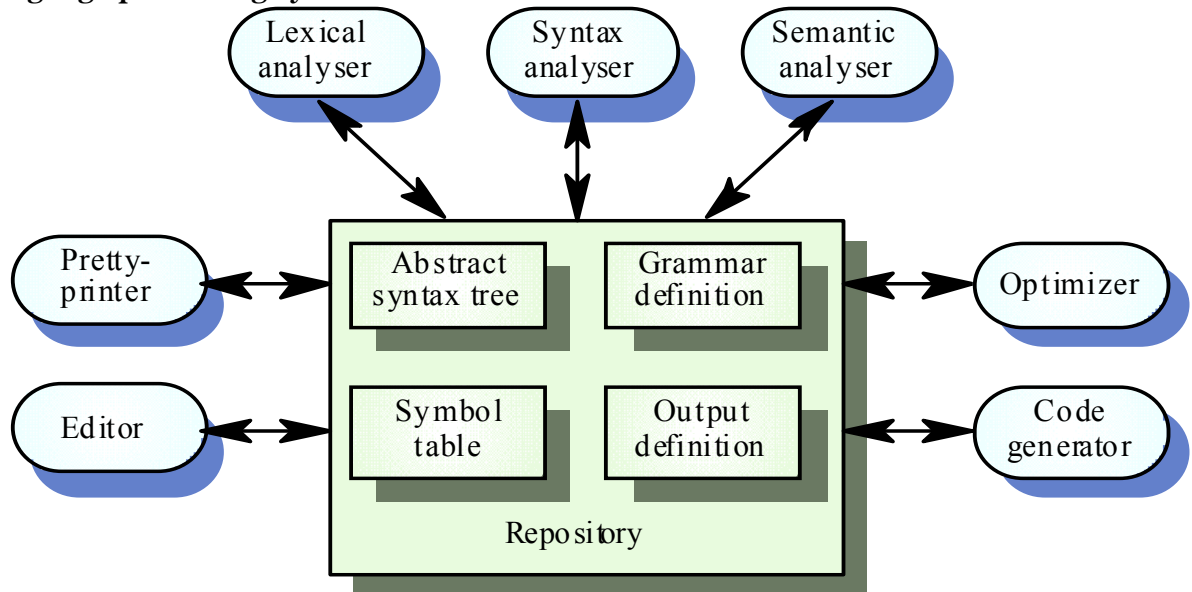 Lexical
analyser
Syntax
analyser
Semantic
analyser
Pretty-
printer
Abstract
syntax tree
Grammar
definition
Optimizer
Editor
Symbol
table
Output
definition
Code
generator
Repository